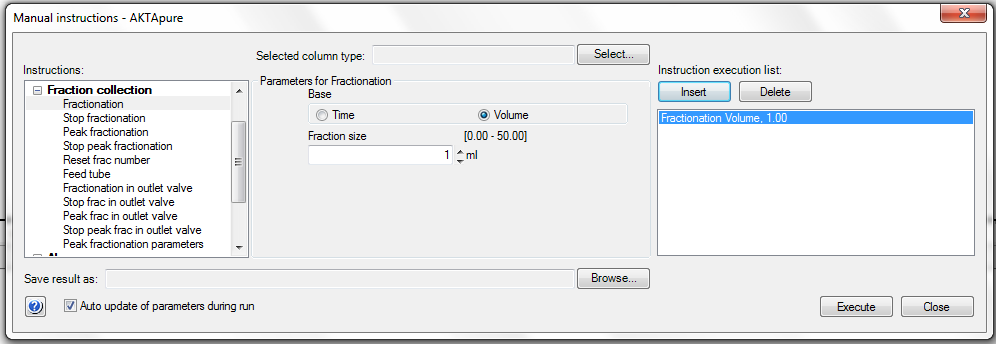 Manual instructions - AKTApure
Selected column type:
Select...
Instructions:
Fraction collection
Fractionation
Stop fractionation
Peak fractionation
Stop peak fractionation
Reset frac number
Feed tube
Fractionation in outlet valve
Stop frac in outlet valve
Peak frac in outlet valve
Stop peak frac in outlet valve
Peak fractionation parameters
Parameters for Fractionation
Base
Time
Volume
Fraction size [0.00 - 50.00]
1 ml
Instruction execution list:
Insert
Delete
Fractionation Volume, 1.00
Save result as:
Browse...
Auto update of parameters during run
Execute
Close